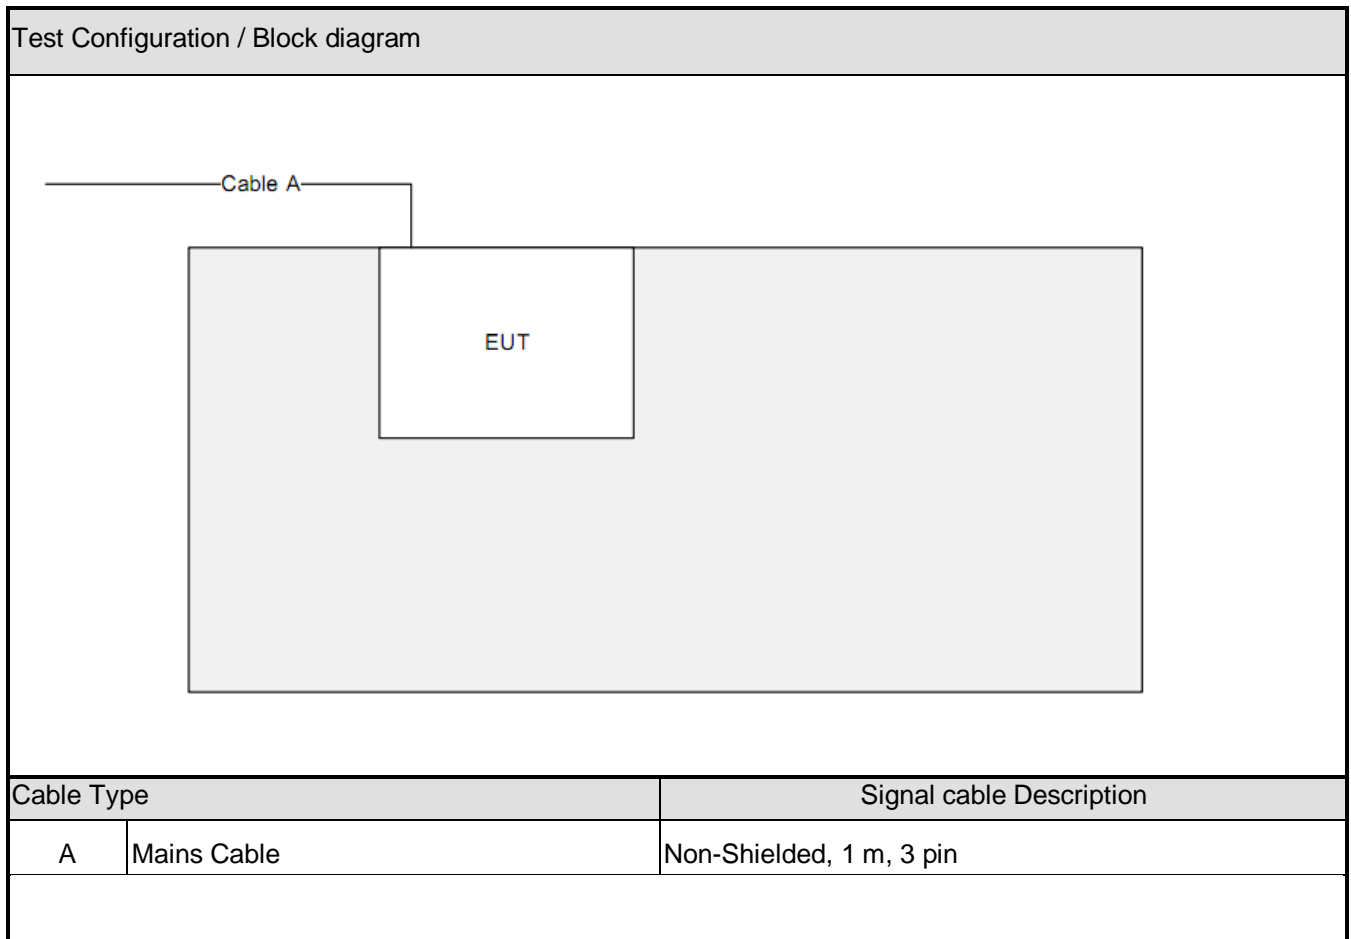 Test Configuration / Block diagram
Cable A
EUT
Cable Type Signal cable Description
A Mains Cable Non-Shielded, 1 m, 3 pin